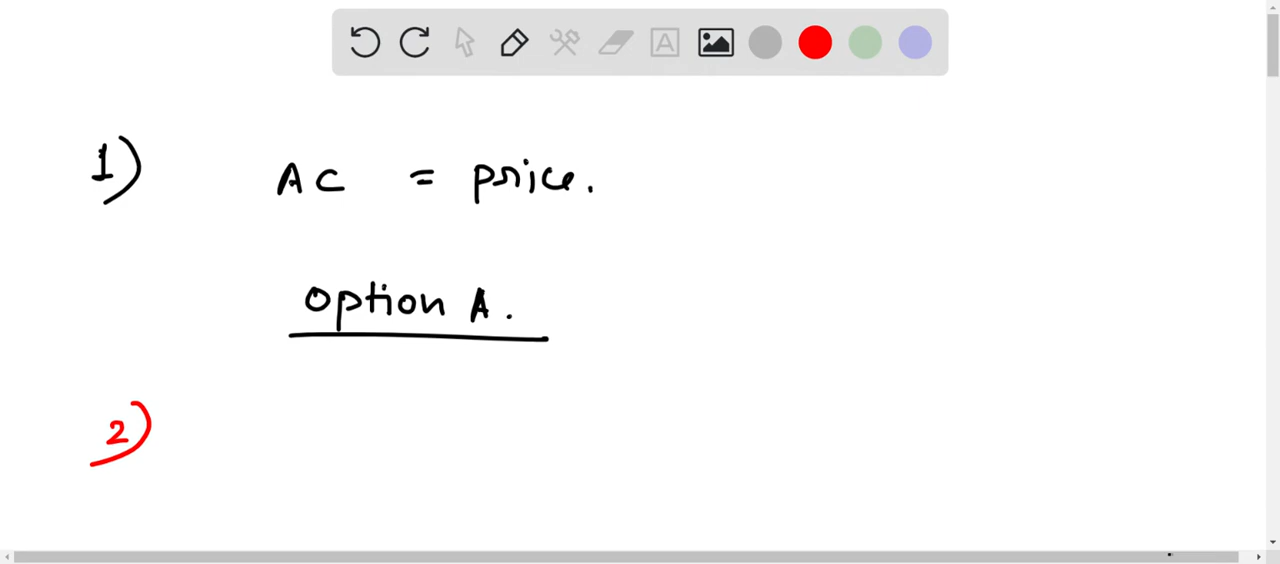 1) AC = price.
option A.
2)